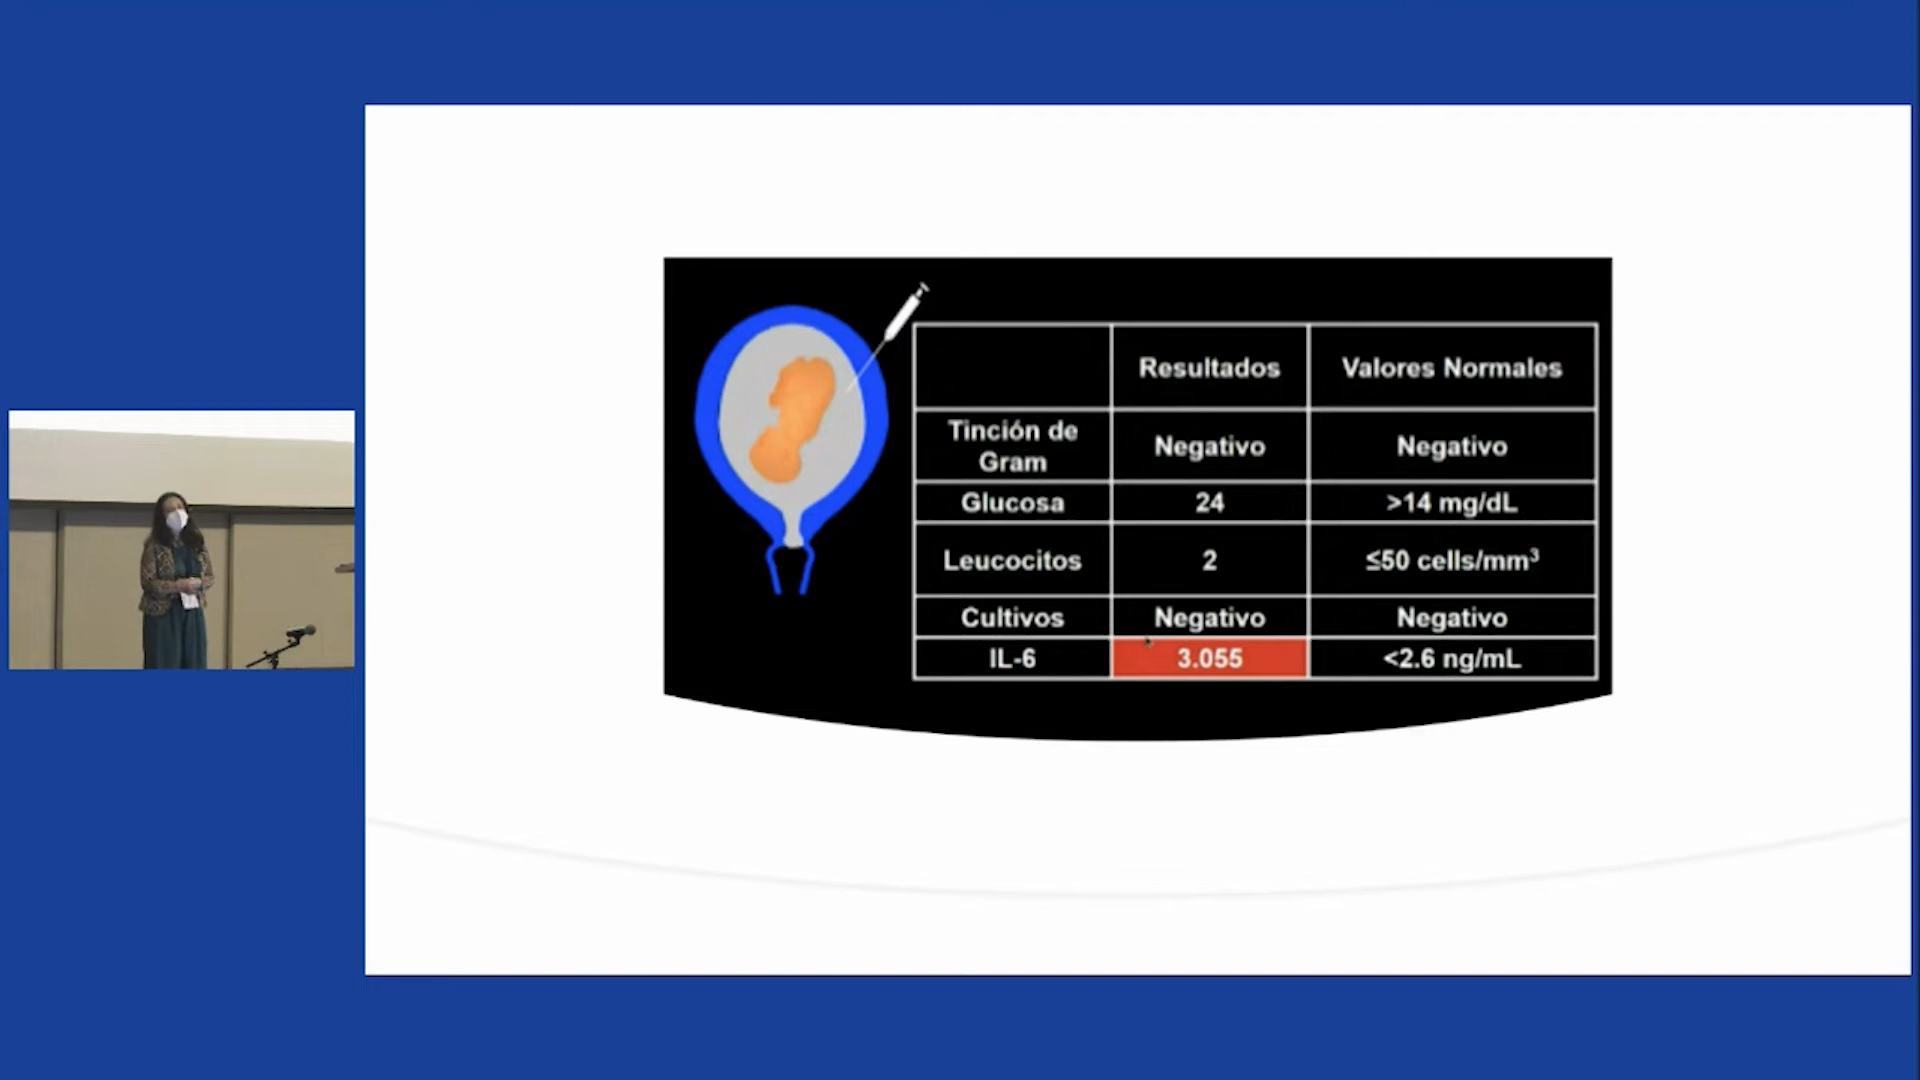 Resultados Valores Normales
Tinción de
Gram Negativo Negativo
Glucosa 24 >14 mg/dL
Leucocitos 2 ≤50 cells/mm³
Cultivos Negativo Negativo
IL-6 3.055 <2.6 ng/mL